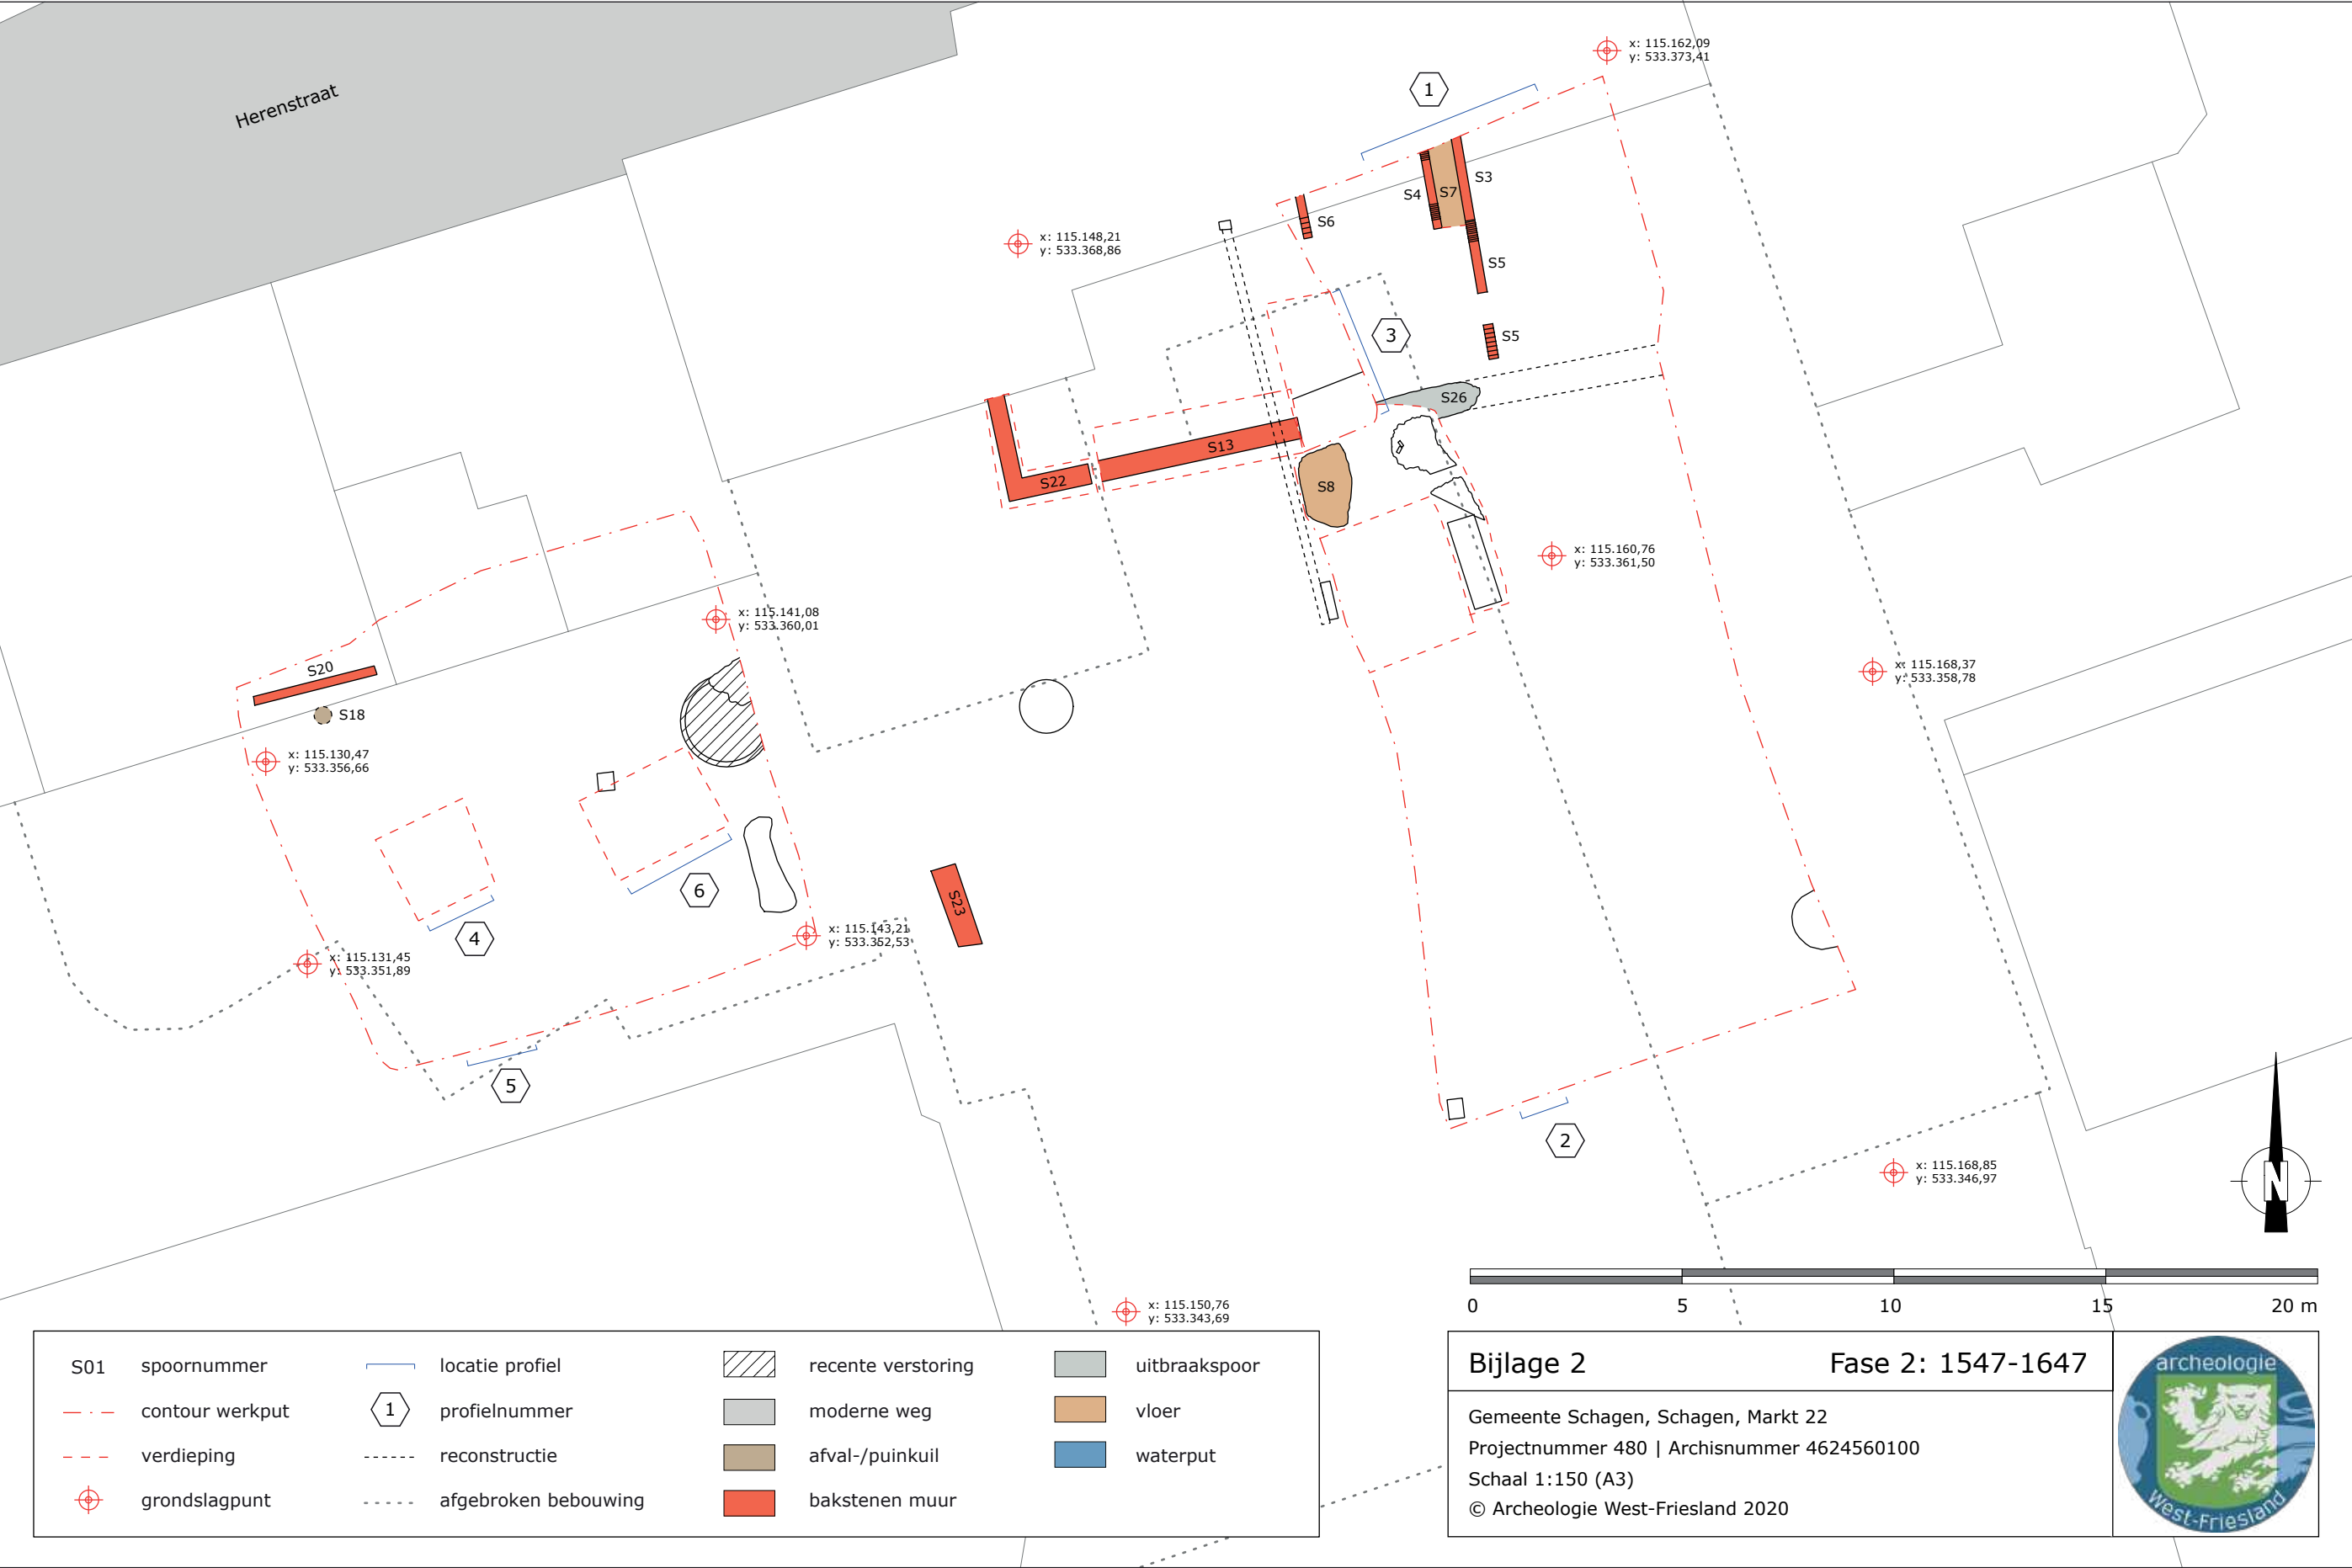 Herenstraat
x: 115.162,09
y: 533.373,41
1
S3
S4
S7
S6
x: 115.148,21
y: 533.368,86
S5
3
S5
S26
S13
S22
S8
x: 115.160,76
y: 533.361,50
x: 115.141,08
y: 533.360,01
S20
x: 115.168,37
y: 533.358,78
S18
x: 115.130,47
y: 533.356,66
6
S23
4
x: 115.143,21
y: 533.352,53
x: 115.131,45
y: 533.351,89
5
2
x: 115.168,85
y: 533.346,97
N
x: 115.150,76
y: 533.343,69
0 5 10 15 20 m
S01 spoornummer
contour werkput
verdieping
grondslagpunt
locatie profiel
1 profielnummer
reconstructie
afgebroken bebouwing
recente verstoring
moderne weg
afval-/puinkuil
bakstenen muur
uitbraakspoor
vloer
waterput
Bijlage 2 Fase 2: 1547-1647
Gemeente Schagen, Schagen, Markt 22
Projectnummer 480 | Archisnummer 4624560100
Schaal 1:150 (A3)
© Archeologie West-Friesland 2020
archeologie
West-Friesland